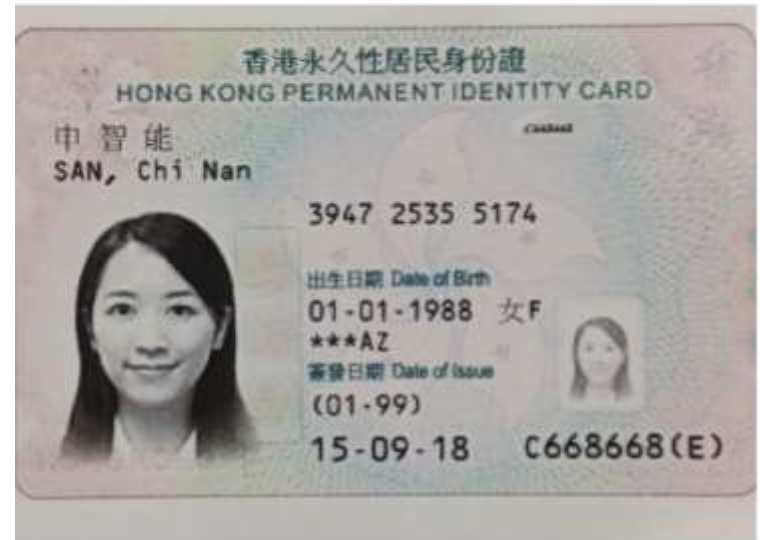 香港永久性居民身份證
HONG KONG PERMANENT IDENTITY CARD
申智能
SAN, Chi Nan
3947 2535 5174
出生日期 Date of Birth
01-01-1988 女F
***AZ
簽發日期 Date of Issue
(01-99)
15-09-18 C668668(E)